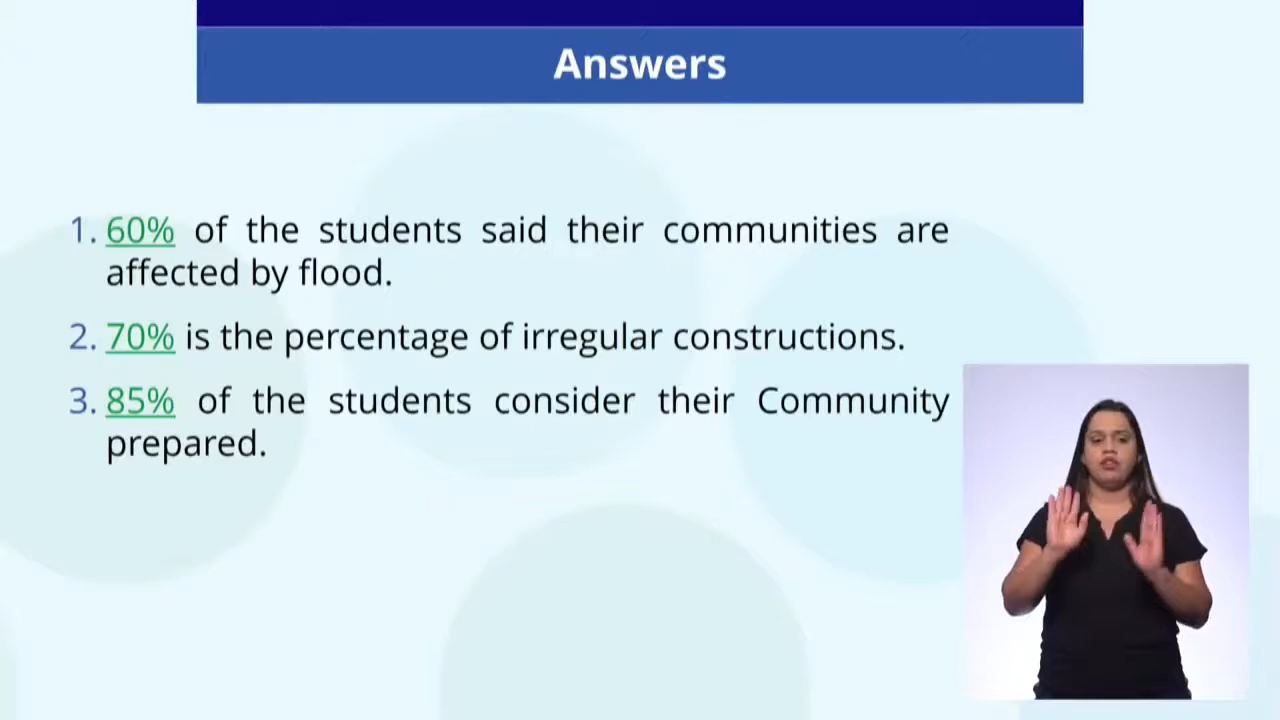 Answers
1. 60% of the students said their communities are
affected by flood.
2. 70% is the percentage of irregular constructions.
3. 85% of the students consider their Community
prepared.